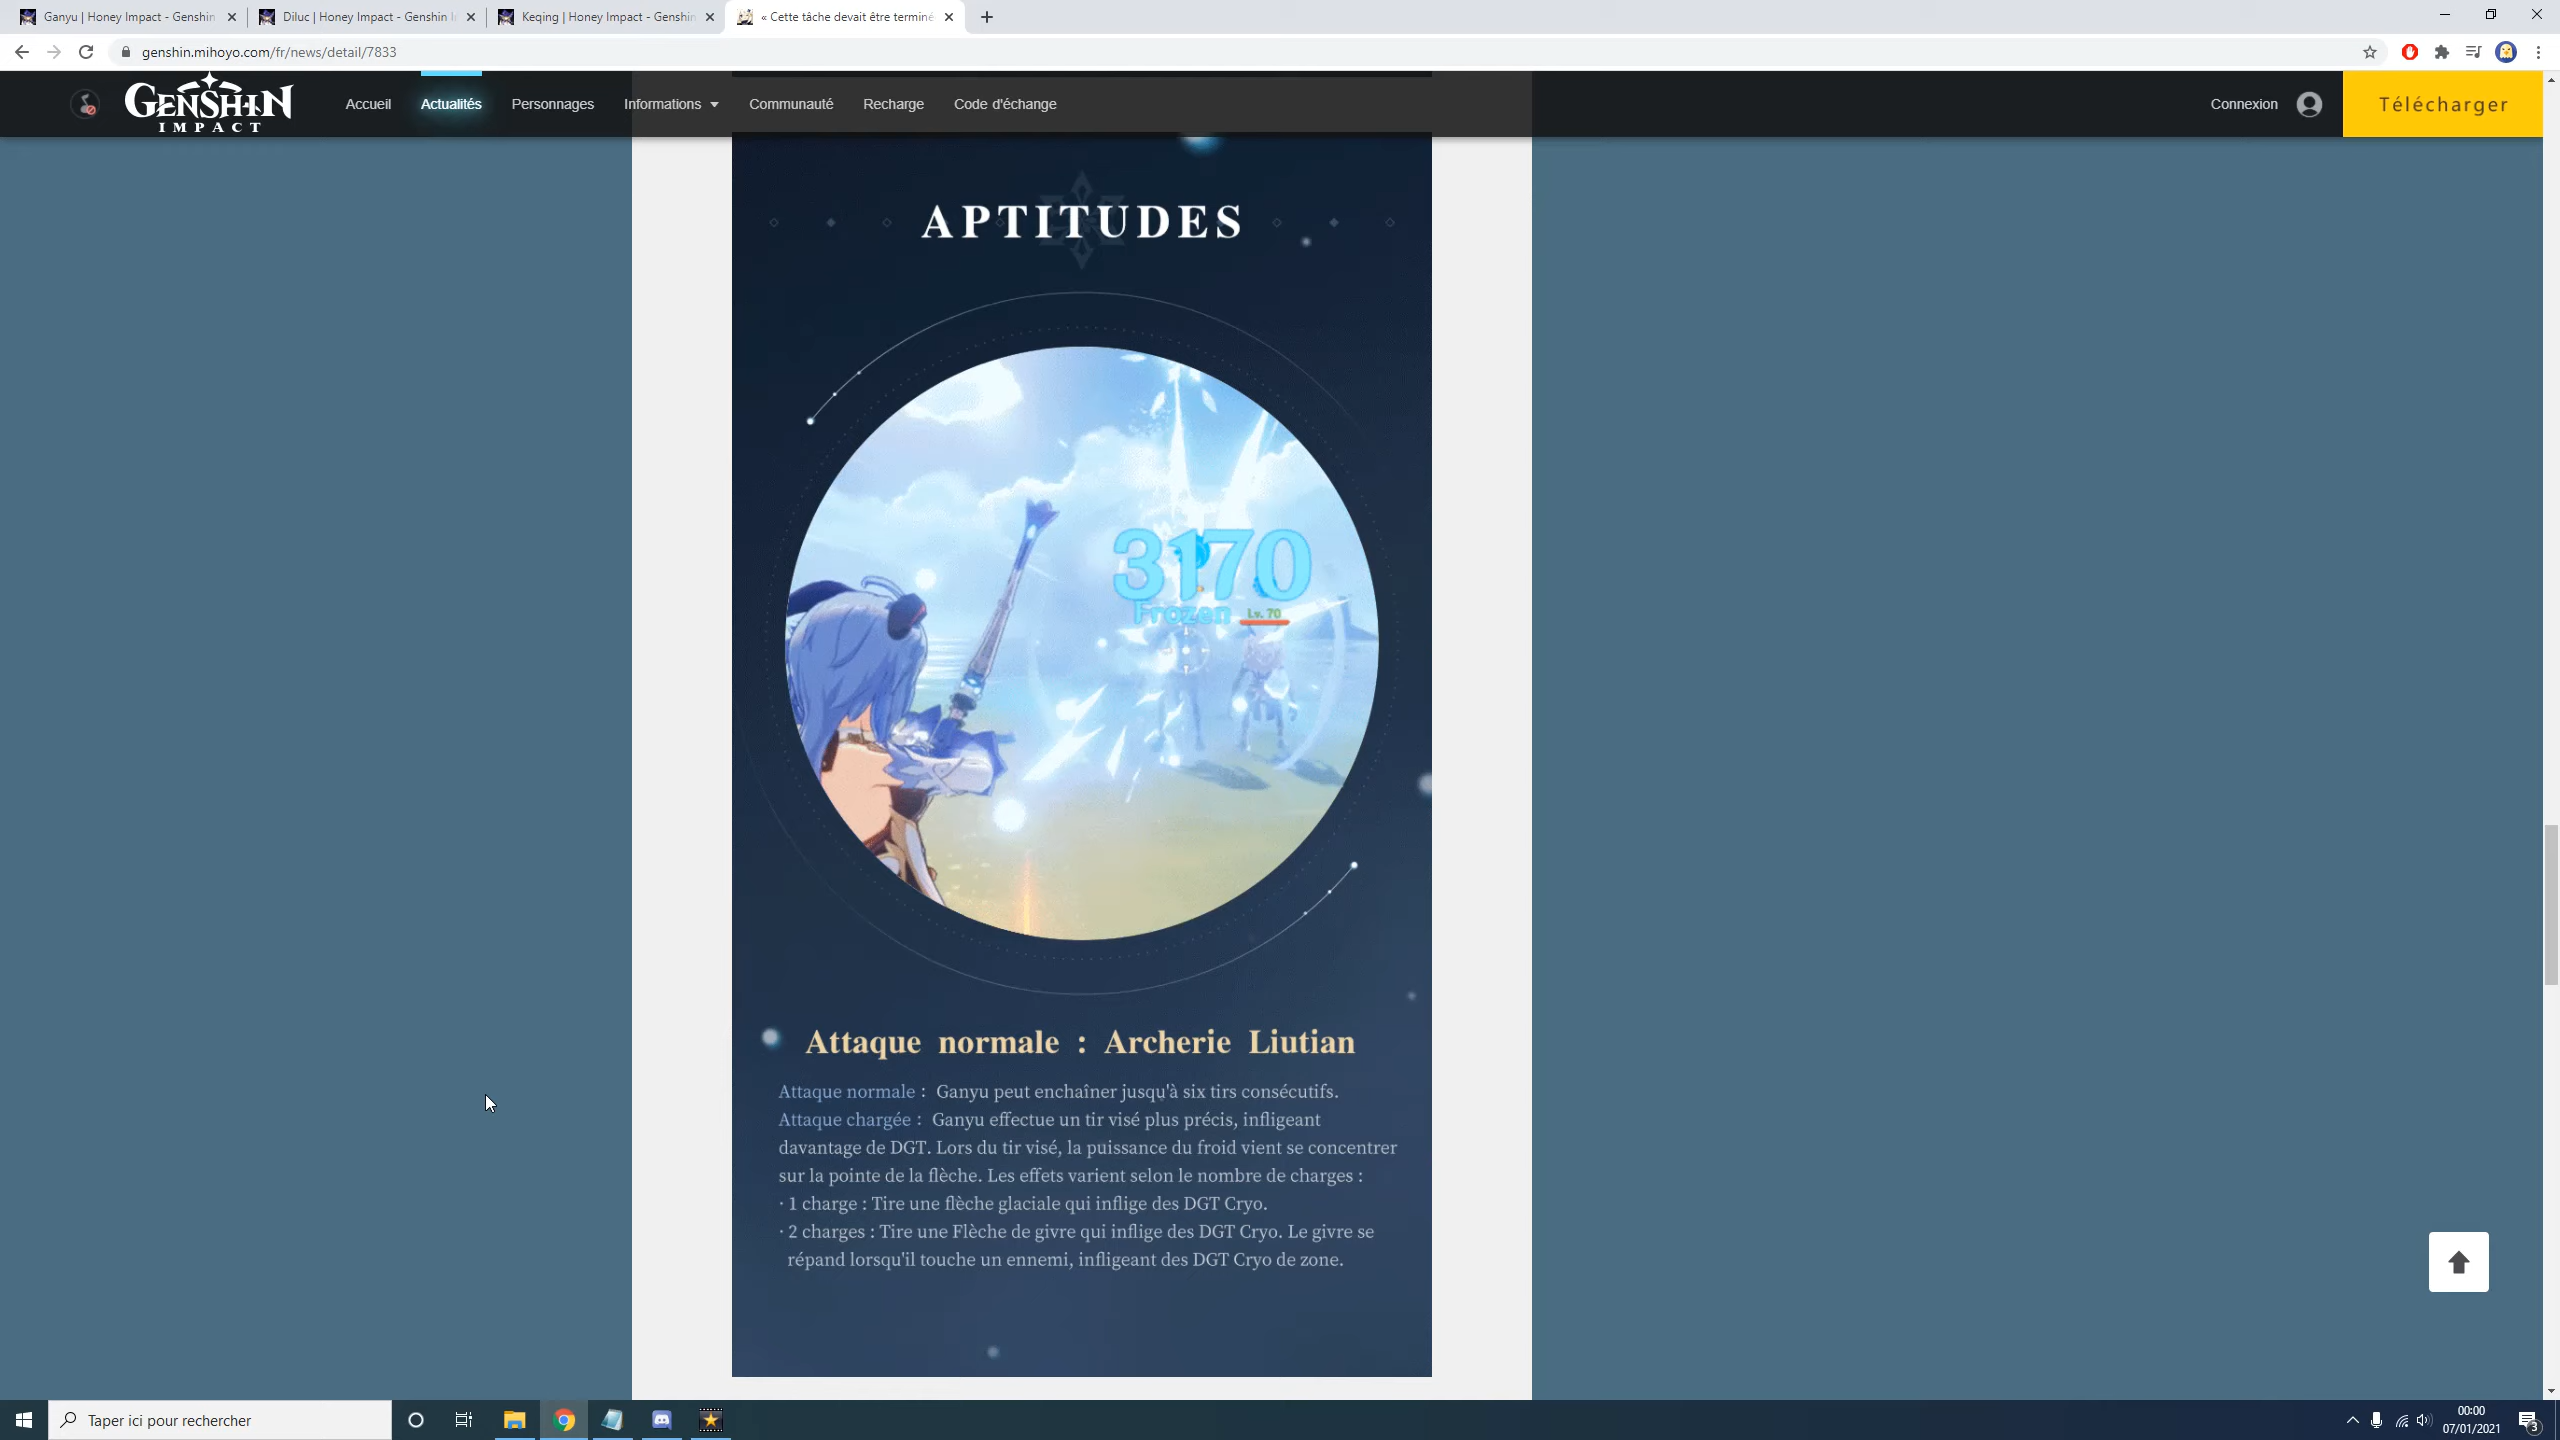 Ganyu | Honey Impact - Genshin
Diluc | Honey Impact - Genshin I
Keqing | Honey Impact - Genshin
« Cette tâche devait être terminé
genshin.mihoyo.com/fr/news/detail/7833
GENSHIN
IMPACT
Accueil
Actualités
Personnages
Informations
Communauté
Recharge
Code d'échange
Connexion
Télécharger
APTITUDES
3170
Frozen
Lv. 70
Attaque normale : Archerie Liutian
Attaque normale : Ganyu peut enchaîner jusqu'à six tirs consécutifs.
Attaque chargée : Ganyu effectue un tir visé plus précis, infligeant
davantage de DGT. Lors du tir visé, la puissance du froid vient se concentrer
sur la pointe de la flèche. Les effets varient selon le nombre de charges :
· 1 charge : Tire une flèche glaciale qui inflige des DGT Cryo.
· 2 charges : Tire une Flèche de givre qui inflige des DGT Cryo. Le givre se
répand lorsqu'il touche un ennemi, infligeant des DGT Cryo de zone.
Taper ici pour rechercher
00:00
07/01/2021
3